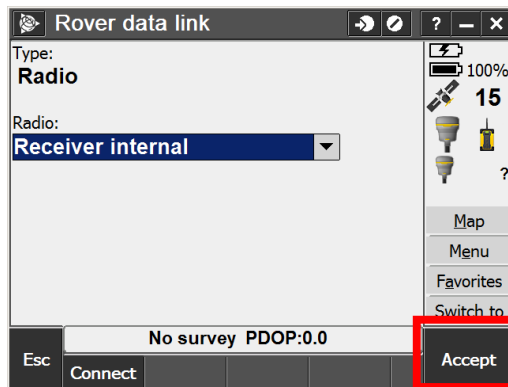 Rover data link
?
Type:
Radio
100%
15
Radio:
Receiver internal
?
Map
Menu
Favorites
Switch to
No survey PDOP:0.0
Esc
Connect
Accept